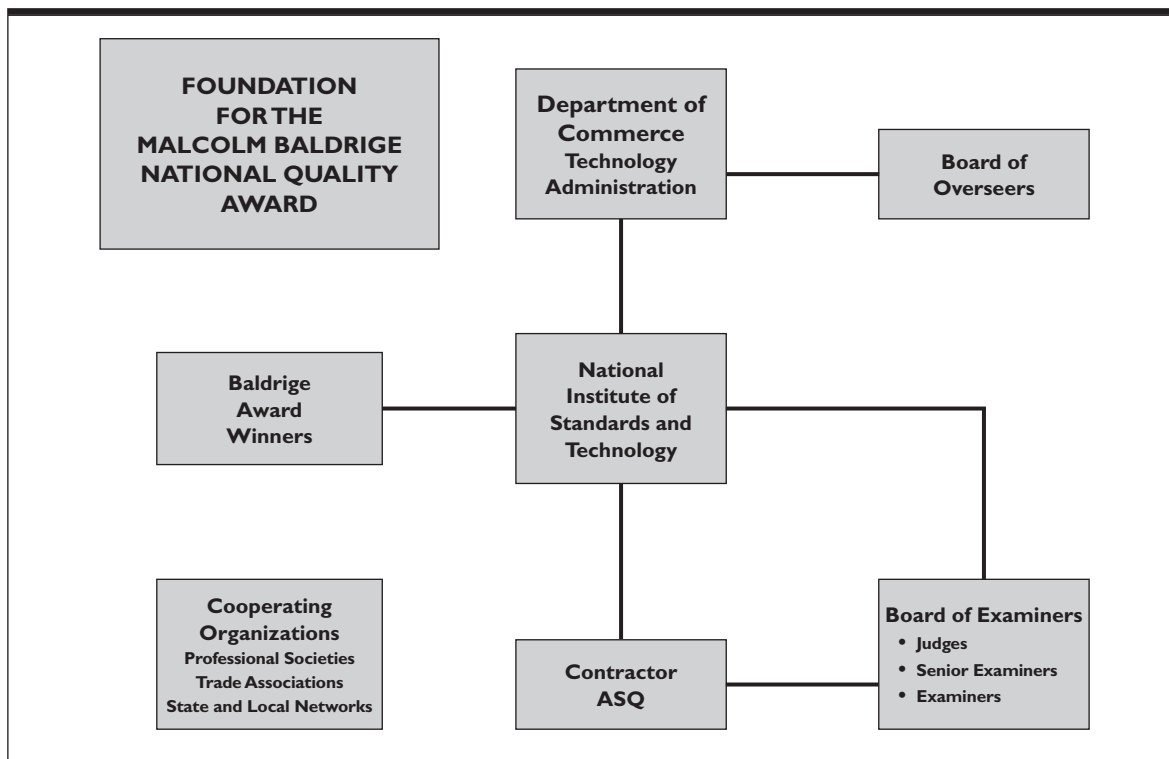 FOUNDATION
FOR THE
MALCOLM BALDRIGE
NATIONAL QUALITY
AWARD
Department of
Commerce
Technology
Administration
Board of
Overseers
Baldrige
Award
Winners
National
Institute of
Standards and
Technology
Cooperating
Organizations
Professional Societies
Trade Associations
State and Local Networks
Contractor
ASQ
Board of Examiners
• Judges
• Senior Examiners
• Examiners